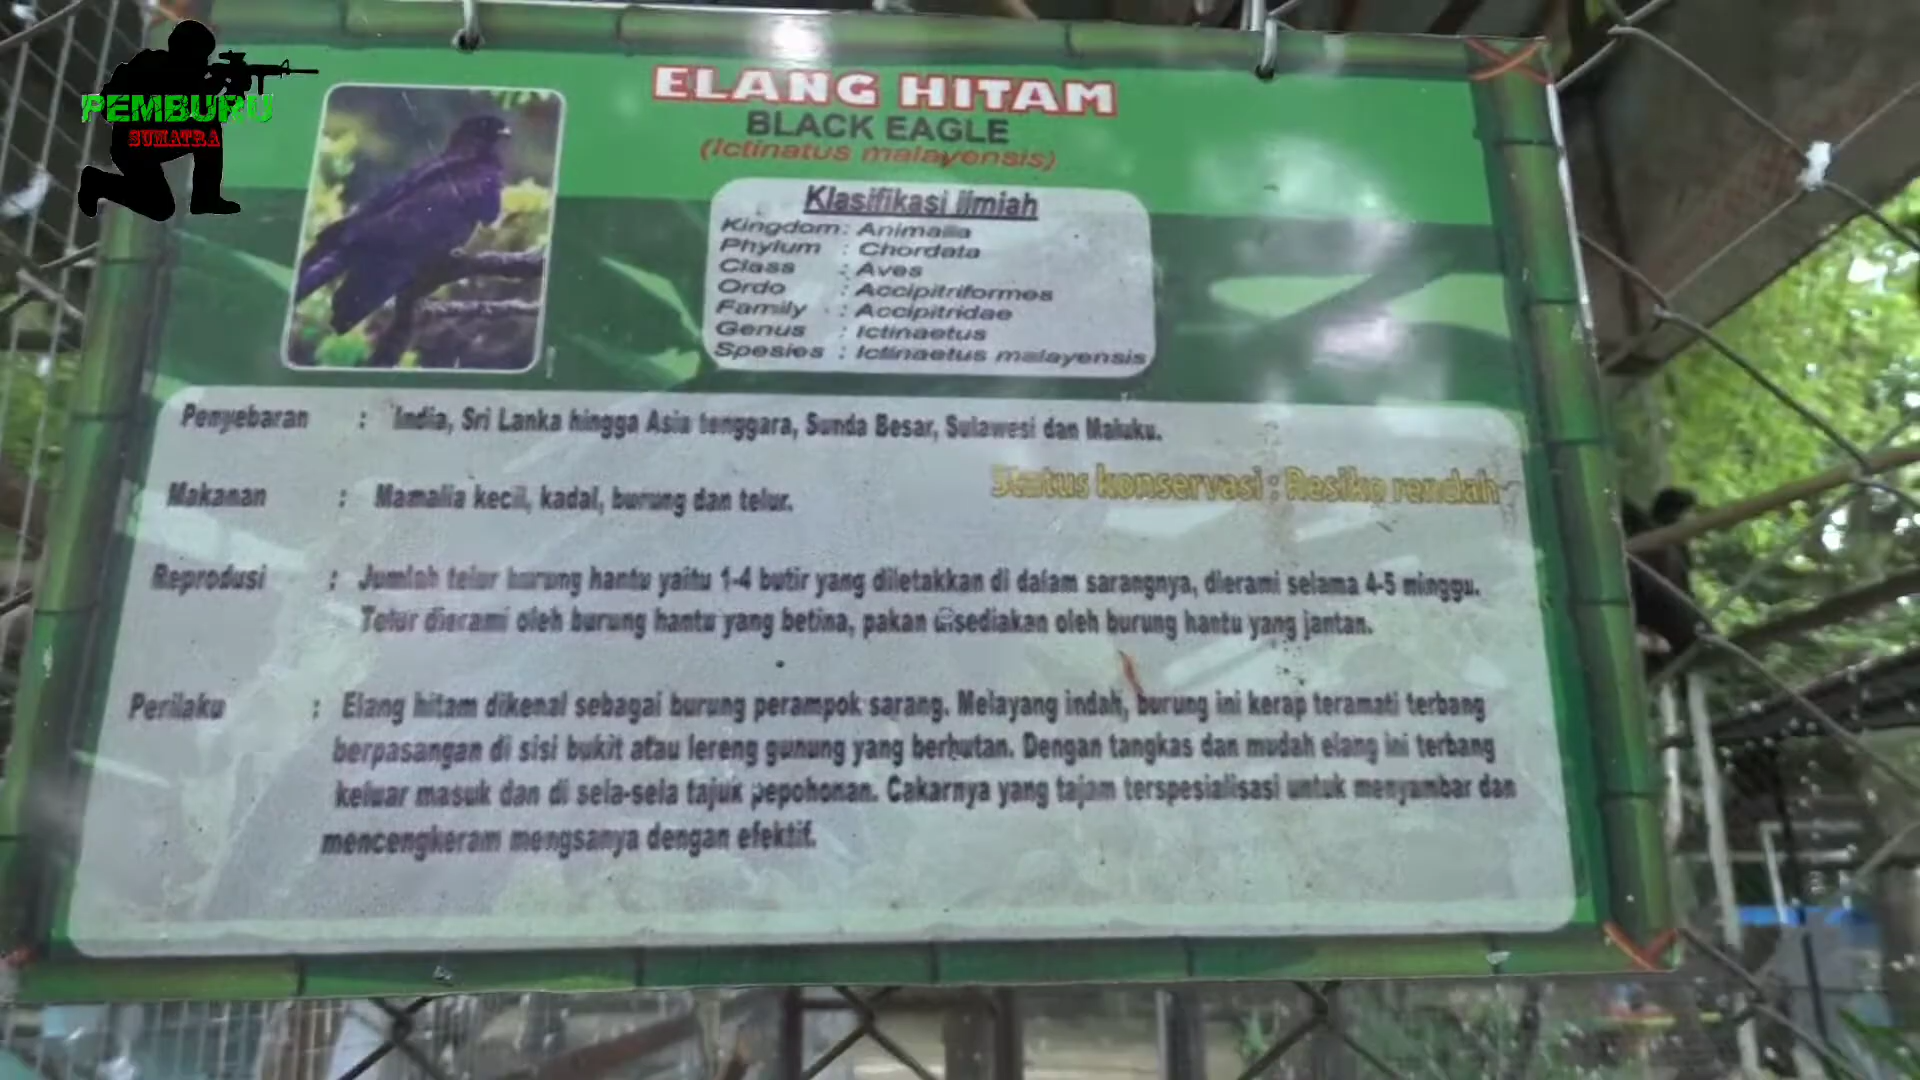 PEMBURU
SUMATRA
ELANG HITAM
BLACK EAGLE
(Ictinatus malayensis)
Klasifikasi Ilmiah
Kingdom : Animalia
Phylum : Chordata
Class : Aves
Ordo : Accipitriformes
Family : Accipitridae
Genus : Ictinaetus
Spesies : Ictinaetus malayensis
Penyebaran : India, Sri Lanka hingga Asia tenggara, Sunda Besar, Sulawesi dan Maluku.
Makanan : Mamalia kecil, kadal, burung dan telur.
Status konservasi : Resiko rendah
Reprodusi : Jumlah telur burung hantu yaitu 1-4 butir yang diletakkan di dalam sarangnya, dierami selama 4-5 minggu.
Telur dierami oleh burung hantu yang betina, pakan disediakan oleh burung hantu yang jantan.
Perilaku : Elang hitam dikenal sebagai burung perampok sarang. Melayang indah, burung ini kerap teramati terbang
berpasangan di sisi bukit atau lereng gunung yang berhutan. Dengan tangkas dan mudah elang ini terbang
keluar masuk dan di sela-sela tajuk pepohonan. Cakarnya yang tajam terspesialisasi untuk menyambar dan
mencengkeram mengsanya dengan efektif.